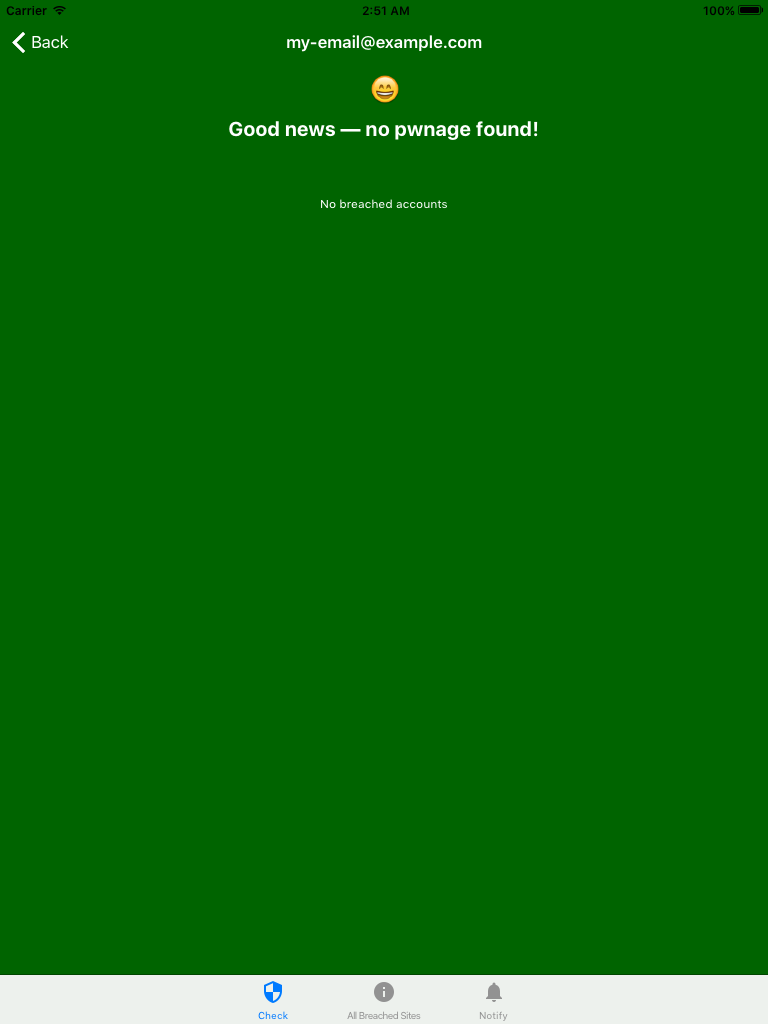 Carrier 2:51 AM 100%
Back my-email@example.com
Good news — no pwnage found!
No breached accounts
Check All Breached Sites Notify